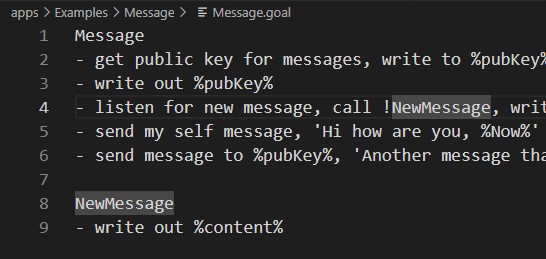 apps > Examples > Message > Message.goal
1 Message
2 - get public key for messages, write to %pubKey%
3 - write out %pubKey%
4 - listen for new message, call !NewMessage, writ
5 - send my self message, 'Hi how are you, %Now%'
6 - send message to %pubKey%, 'Another message tha
7
8 NewMessage
9 - write out %content%